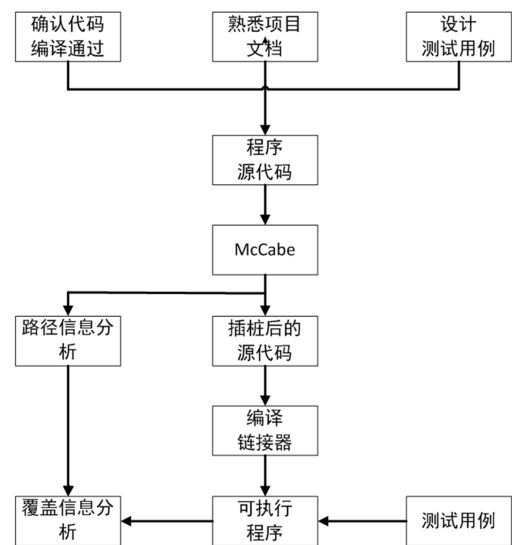 确认代码
编译通过
熟悉项目
文档
设计
测试用例
程序
源代码
McCabe
路径信息分
析
插桩后的
源代码
编译
链接器
覆盖信息分
析
可执行
程序
测试用例